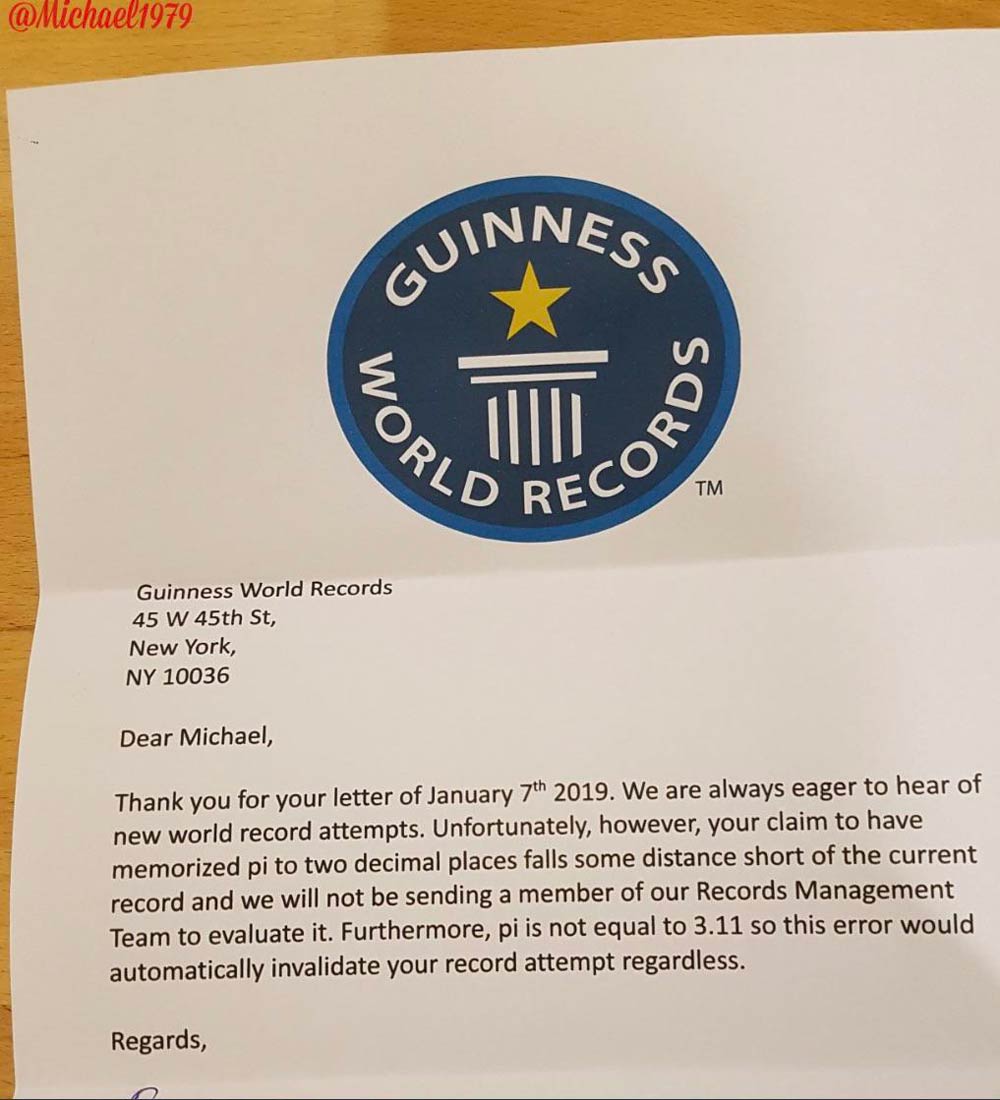 @Michael1979
GUINNESS
WORLD RECORDS
TM
Guinness World Records
45 W 45th St,
New York,
NY 10036
Dear Michael,
Thank you for your letter of January 7th 2019. We are always eager to hear of
new world record attempts. Unfortunately, however, your claim to have
memorized pi to two decimal places falls some distance short of the current
record and we will not be sending a member of our Records Management
Team to evaluate it. Furthermore, pi is not equal to 3.11 so this error would
automatically invalidate your record attempt regardless.
Regards,